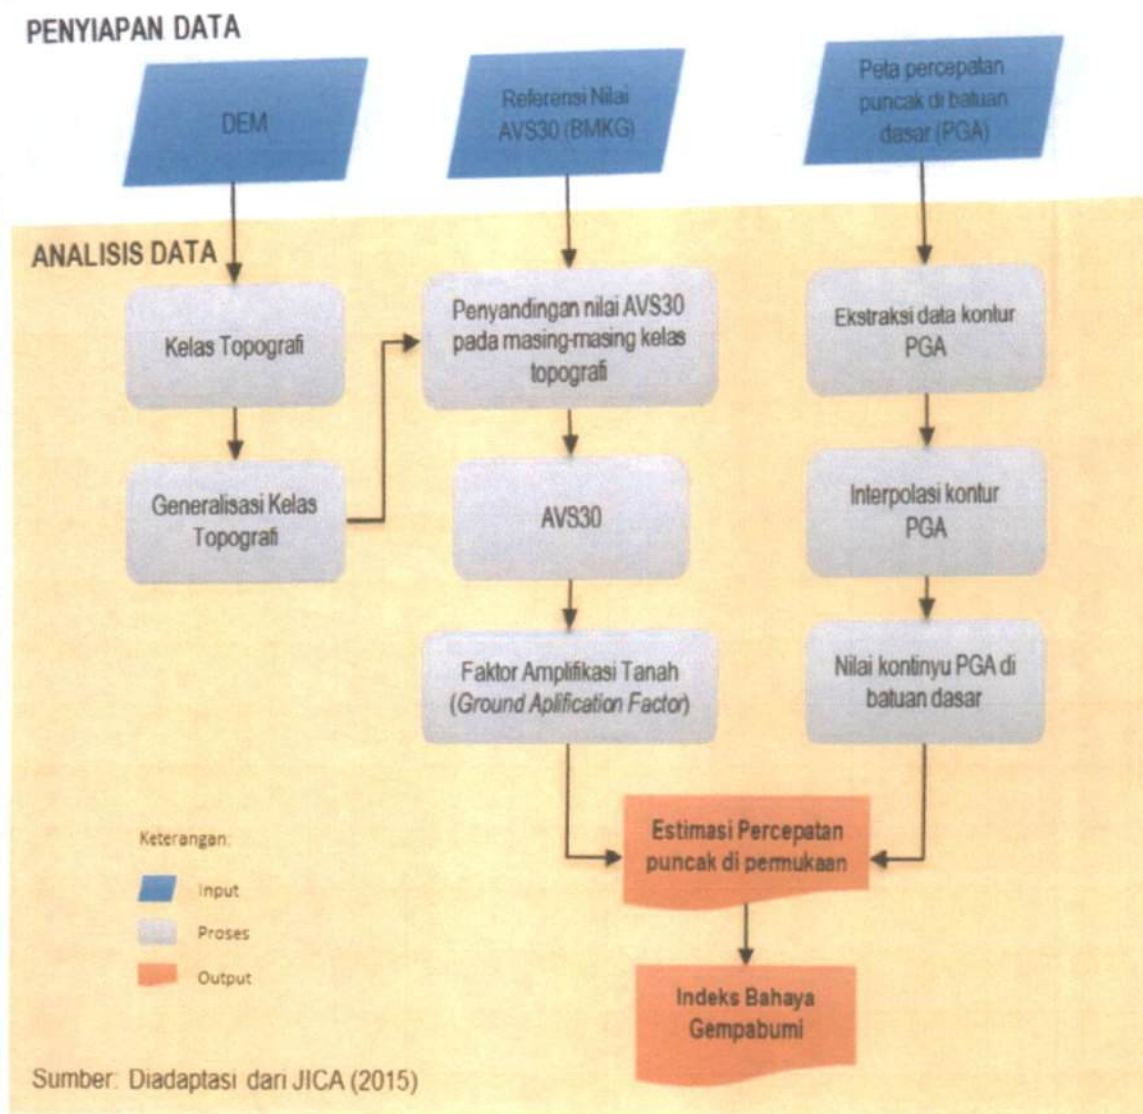 PENYIAPAN DATA
DEM
Referensi Nilai
AVS30 (BMKG)
Peta percepatan
puncak di batuan
dasar (PGA)
ANALISIS DATA
Kelas Topografi
Penyandingan nilai AVS30
pada masing-masing kelas
topografi
Ekstraksi data kontur
PGA
Generalisasi Kelas
Topografi
AVS30
Interpolasi kontur
PGA
Faktor Amplifikasi Tanah
(Ground Aplification Factor)
Nilai kontinyu PGA di
batuan dasar
Estimasi Percepatan
puncak di permukaan
Indeks Bahaya
Gempabumi
Keterangan:
Input
Proses
Output
Sumber: Diadaptasi dari JICA (2015)